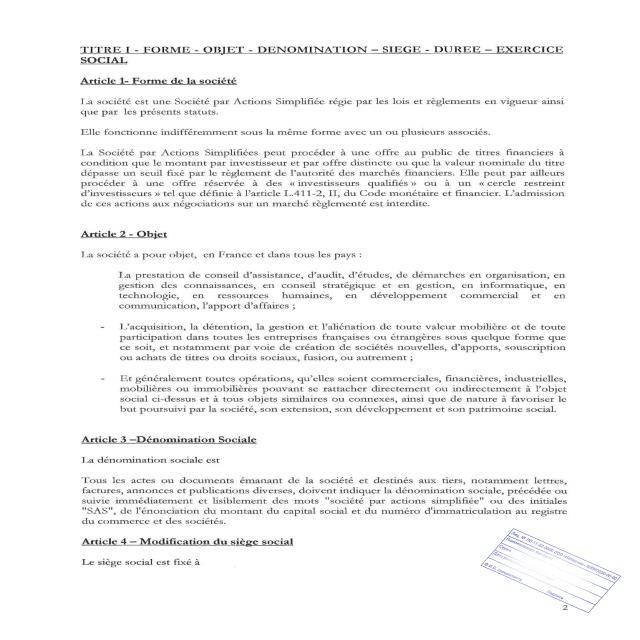 TITRE I - FORME - OBJET - DENOMINATION – SIEGE - DUREE – EXERCICE
SOCIAL
Article 1- Forme de la société
La société est une Société par Actions Simplifiée régie par les lois et règlements en vigueur ainsi
que par les présents statuts.
Elle fonctionne indifféremment sous la même forme avec un ou plusieurs associés.
La Société par Actions Simplifiées peut procéder à une offre au public de titres financiers à
condition que le montant par investisseur et par offre distincte ou que la valeur nominale du titre
dépasse un seuil fixé par le règlement de l'autorité des marchés financiers. Elle peut par ailleurs
procéder à une offre réservée à des « investisseurs qualifiés » ou à un « cercle restreint
d'investisseurs » tel que définie à l'article L.411-2, II, du Code monétaire et financier. L'admission
de ces actions aux négociations sur un marché règlementé est interdite.
Article 2 - Objet
La société a pour objet, en France et dans tous les pays :
La prestation de conseil d'assistance, d'audit, d'études, de démarches en organisation, en
gestion des connaissances, en conseil stratégique et en gestion, en informatique, en
technologie, en ressources humaines, en développement commercial et en
communication, l'apport d'affaires ;
- L'acquisition, la détention, la gestion et l'aliénation de toute valeur mobilière et de toute
participation dans toutes les entreprises françaises ou étrangères sous quelque forme que
ce soit, et notamment par voie de création de sociétés nouvelles, d'apports, souscription
ou achats de titres ou droits sociaux, fusion, ou autrement ;
- Et généralement toutes opérations, qu'elles soient commerciales, financières, industrielles,
mobilières ou immobilières pouvant se rattacher directement ou indirectement à l'objet
social ci-dessus et à tous objets similaires ou connexes, ainsi que de nature à favoriser le
but poursuivi par la société, son extension, son développement et son patrimoine social.
Article 3 –Dénomination Sociale
La dénomination sociale est
Tous les actes ou documents émanant de la société et destinés aux tiers, notamment lettres,
factures, annonces et publications diverses, doivent indiquer la dénomination sociale, précédée ou
suivie immédiatement et lisiblement des mots "société par actions simplifiée" ou des initiales
"SAS", de l'énonciation du montant du capital social et du numéro d'immatriculation au registre
du commerce et des sociétés.
Article 4 – Modification du siège social
Le siège social est fixé à
2